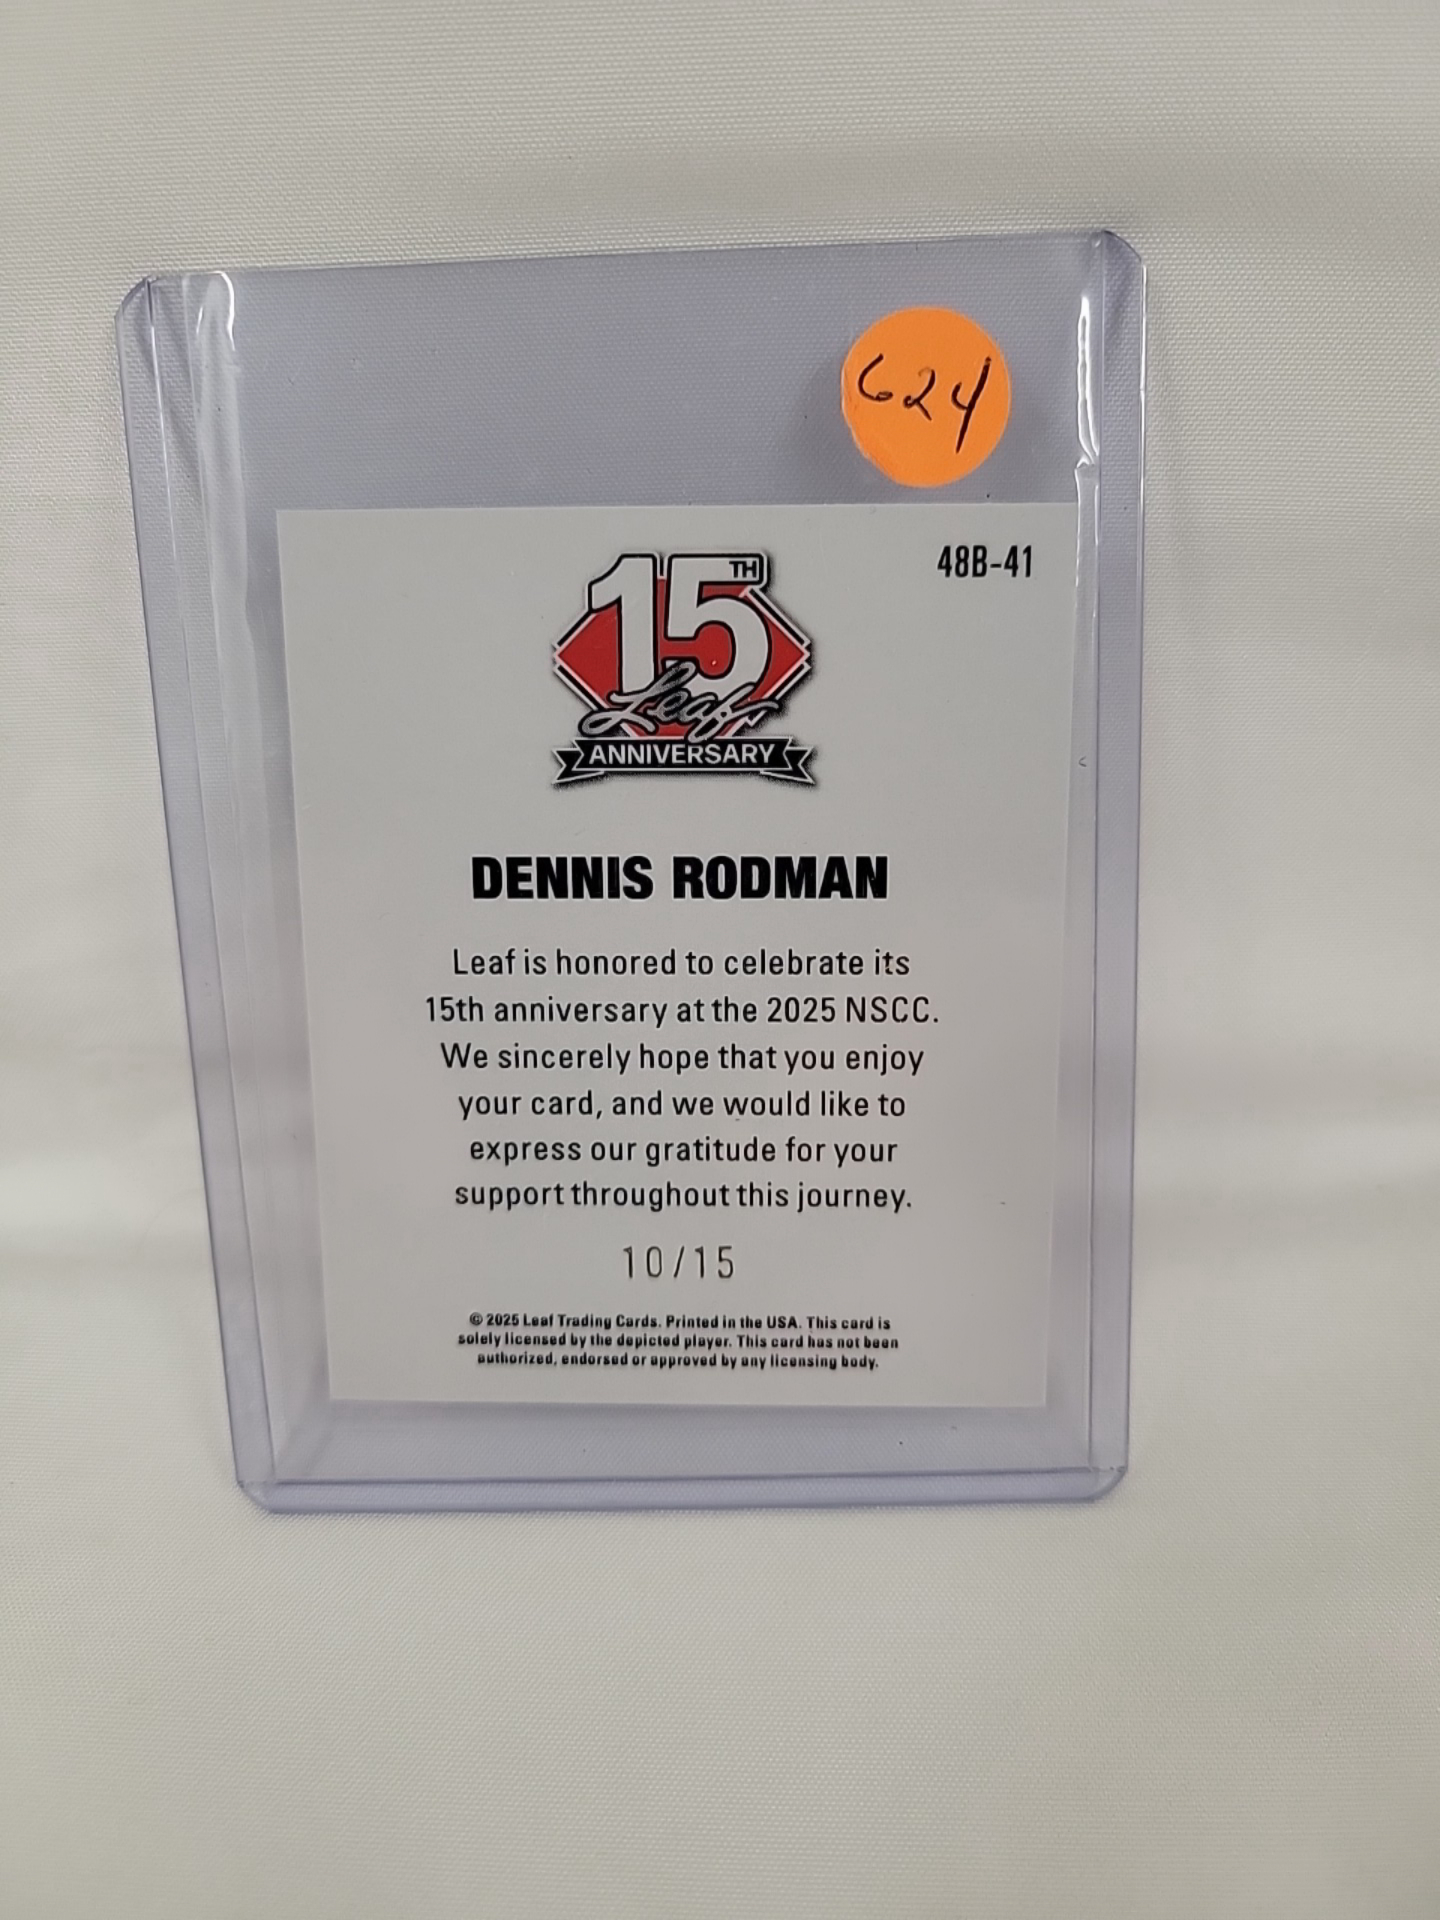 624
48B-41
15TH
Leaf
ANNIVERSARY
DENNIS RODMAN
Leaf is honored to celebrate its
15th anniversary at the 2025 NSCC.
We sincerely hope that you enjoy
your card, and we would like to
express our gratitude for your
support throughout this journey.
10/15
© 2025 Leaf Trading Cards. Printed in the USA. This card is
solely licensed by the depicted player. This card has not been
authorized, endorsed or approved by any licensing body.